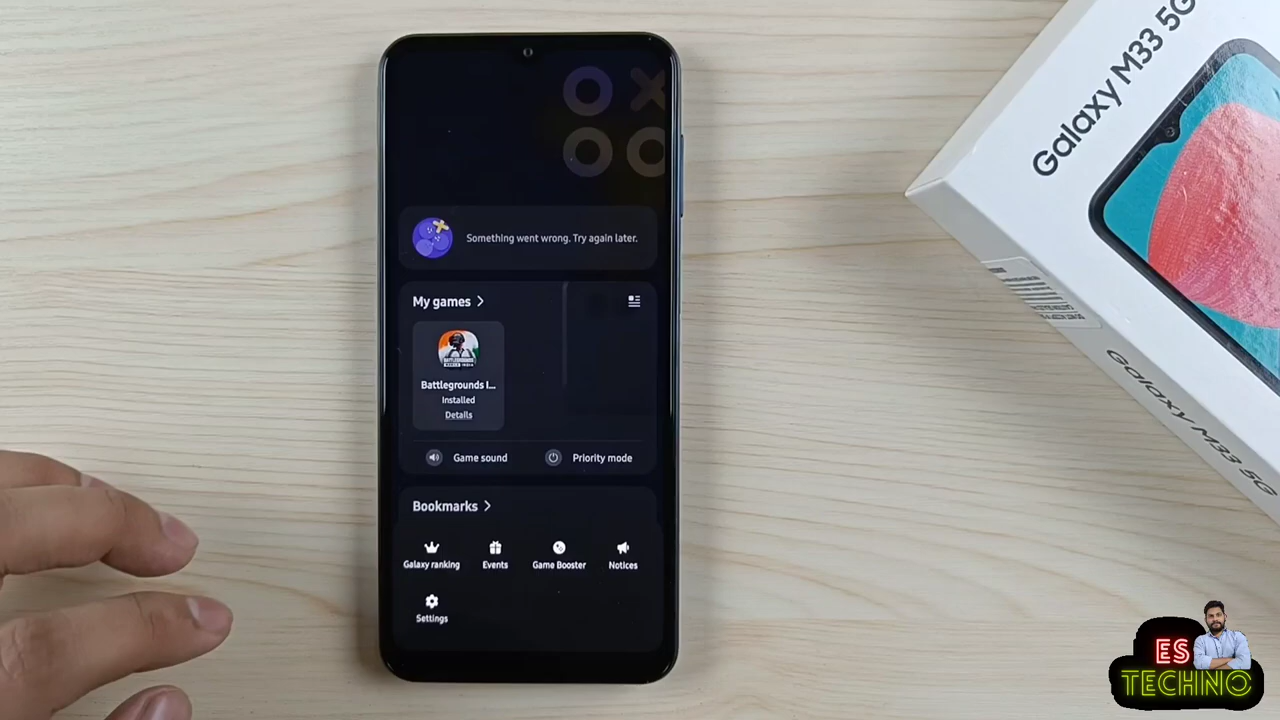 Something went wrong. Try again later.
My games
Battlegrounds I...
Installed
Details
Game sound
Priority mode
Bookmarks
Galaxy ranking
Events
Game Booster
Notices
Settings
Galaxy M33 5G
Galaxy M33 5G
ES
TECHNO